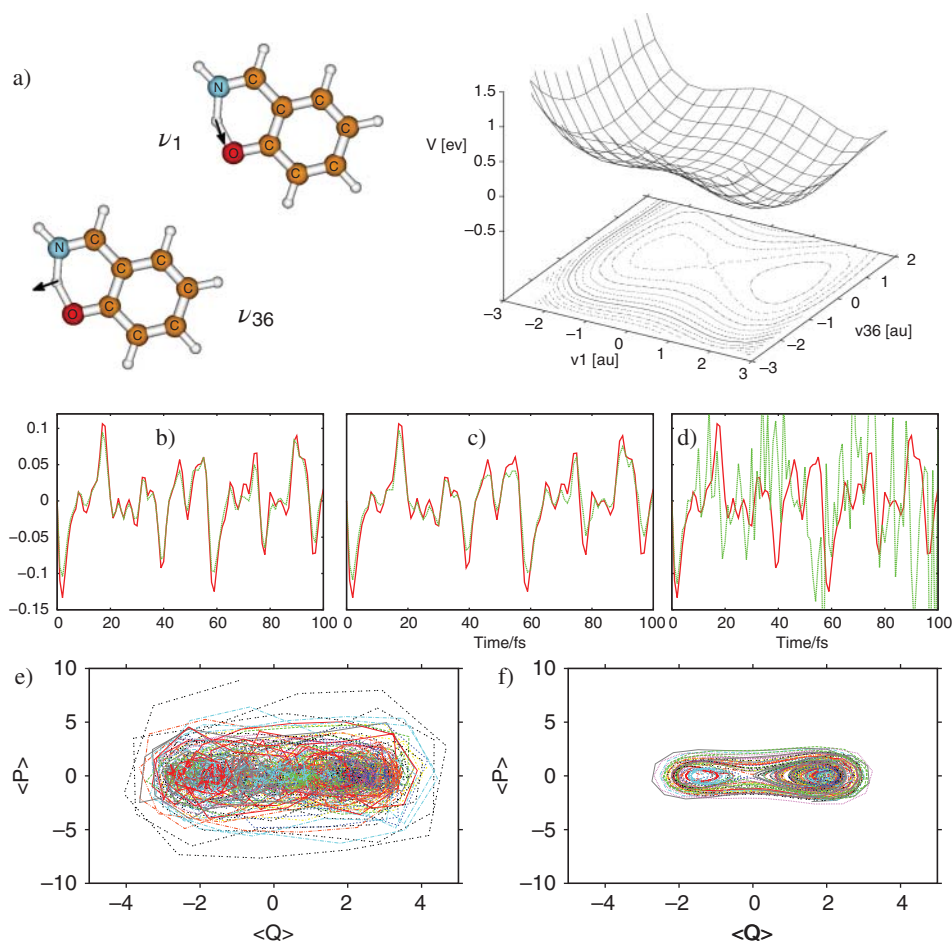 a)
N
C
C
C
C
C
C
O
C
ν1
N
C
C
C
C
C
O
C
C
C
ν36
V [ev]
1.5
1
0.5
0
−0.5
−3
−2
−1
0
1
2
3
v1 [au]
−3
−2
−1
0
1
2
v36 [au]
b)
c)
d)
0.1
0.05
0
−0.05
−0.1
−0.15
0 20 40 60 80 100
0 20 40 60 80 100
0 20 40 60 80 100
Time/fs
Time/fs
e)
f)
10
5
0
−5
−10
<P>
−4 −2 0 2 4
<Q>
10
5
0
−5
−10
<P>
−4 −2 0 2 4
<Q>